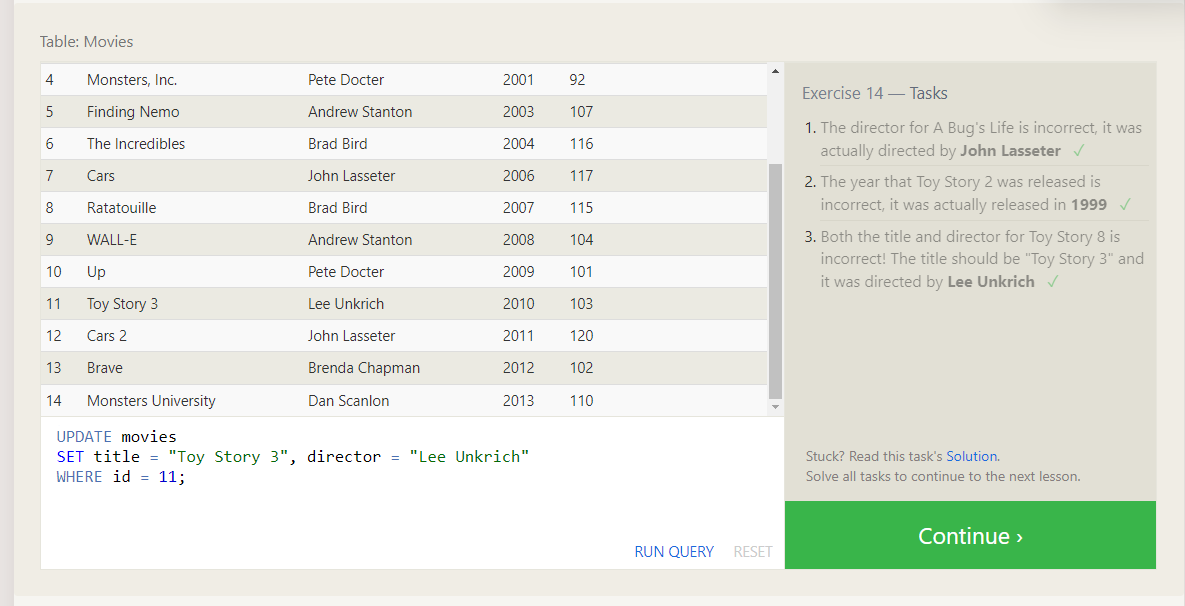 Table: Movies
4 Monsters, Inc. Pete Docter 2001 92
5 Finding Nemo Andrew Stanton 2003 107
6 The Incredibles Brad Bird 2004 116
7 Cars John Lasseter 2006 117
8 Ratatouille Brad Bird 2007 115
9 WALL-E Andrew Stanton 2008 104
10 Up Pete Docter 2009 101
11 Toy Story 3 Lee Unkrich 2010 103
12 Cars 2 John Lasseter 2011 120
13 Brave Brenda Chapman 2012 102
14 Monsters University Dan Scanlon 2013 110
UPDATE movies
SET title = "Toy Story 3", director = "Lee Unkrich"
WHERE id = 11;
RUN QUERY RESET
Exercise 14 — Tasks
1. The director for A Bug's Life is incorrect, it was
actually directed by John Lasseter ✓
2. The year that Toy Story 2 was released is
incorrect, it was actually released in 1999 ✓
3. Both the title and director for Toy Story 8 is
incorrect! The title should be "Toy Story 3" and
it was directed by Lee Unkrich ✓
Stuck? Read this task's Solution.
Solve all tasks to continue to the next lesson.
Continue ›